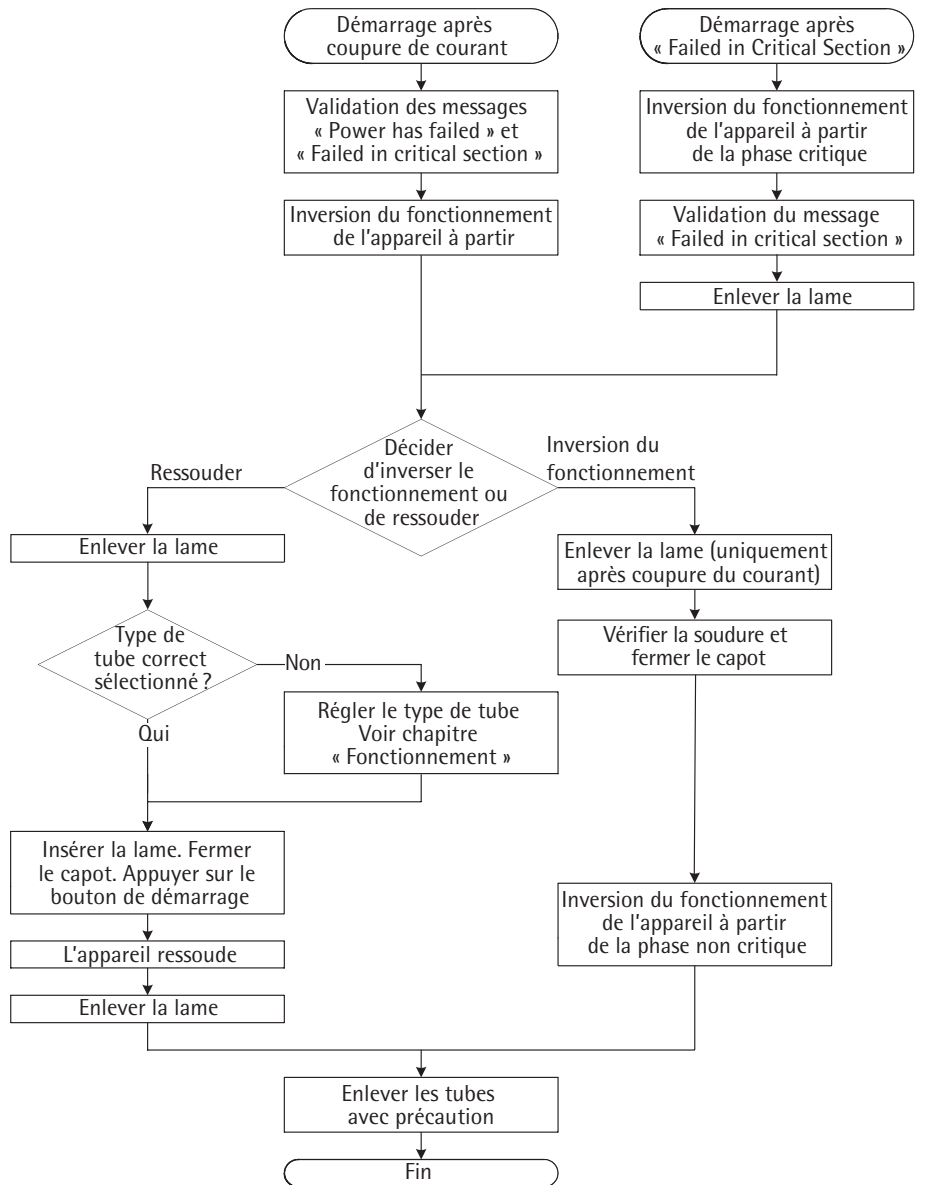 Démarrage après
coupure de courant
Démarrage après
« Failed in Critical Section »
Validation des messages
« Power has failed » et
« Failed in critical section »
Inversion du fonctionnement
de l'appareil à partir
de la phase critique
Inversion du fonctionnement
de l'appareil à partir
Validation du message
« Failed in critical section »
Enlever la lame
Décider
d'inverser le
fonctionnement ou
de ressouder
Ressouder
Inversion du
fonctionnement
Enlever la lame
Enlever la lame (uniquement
après coupure du courant)
Type de
tube correct
sélectionné ?
Non
Qui
Vérifier la soudure et
fermer le capot
Régler le type de tube
Voir chapitre
« Fonctionnement »
Insérer la lame. Fermer
le capot. Appuyer sur le
bouton de démarrage
Inversion du fonctionnement
de l'appareil à partir
de la phase non critique
L'appareil ressoude
Enlever la lame
Enlever les tubes
avec précaution
Fin